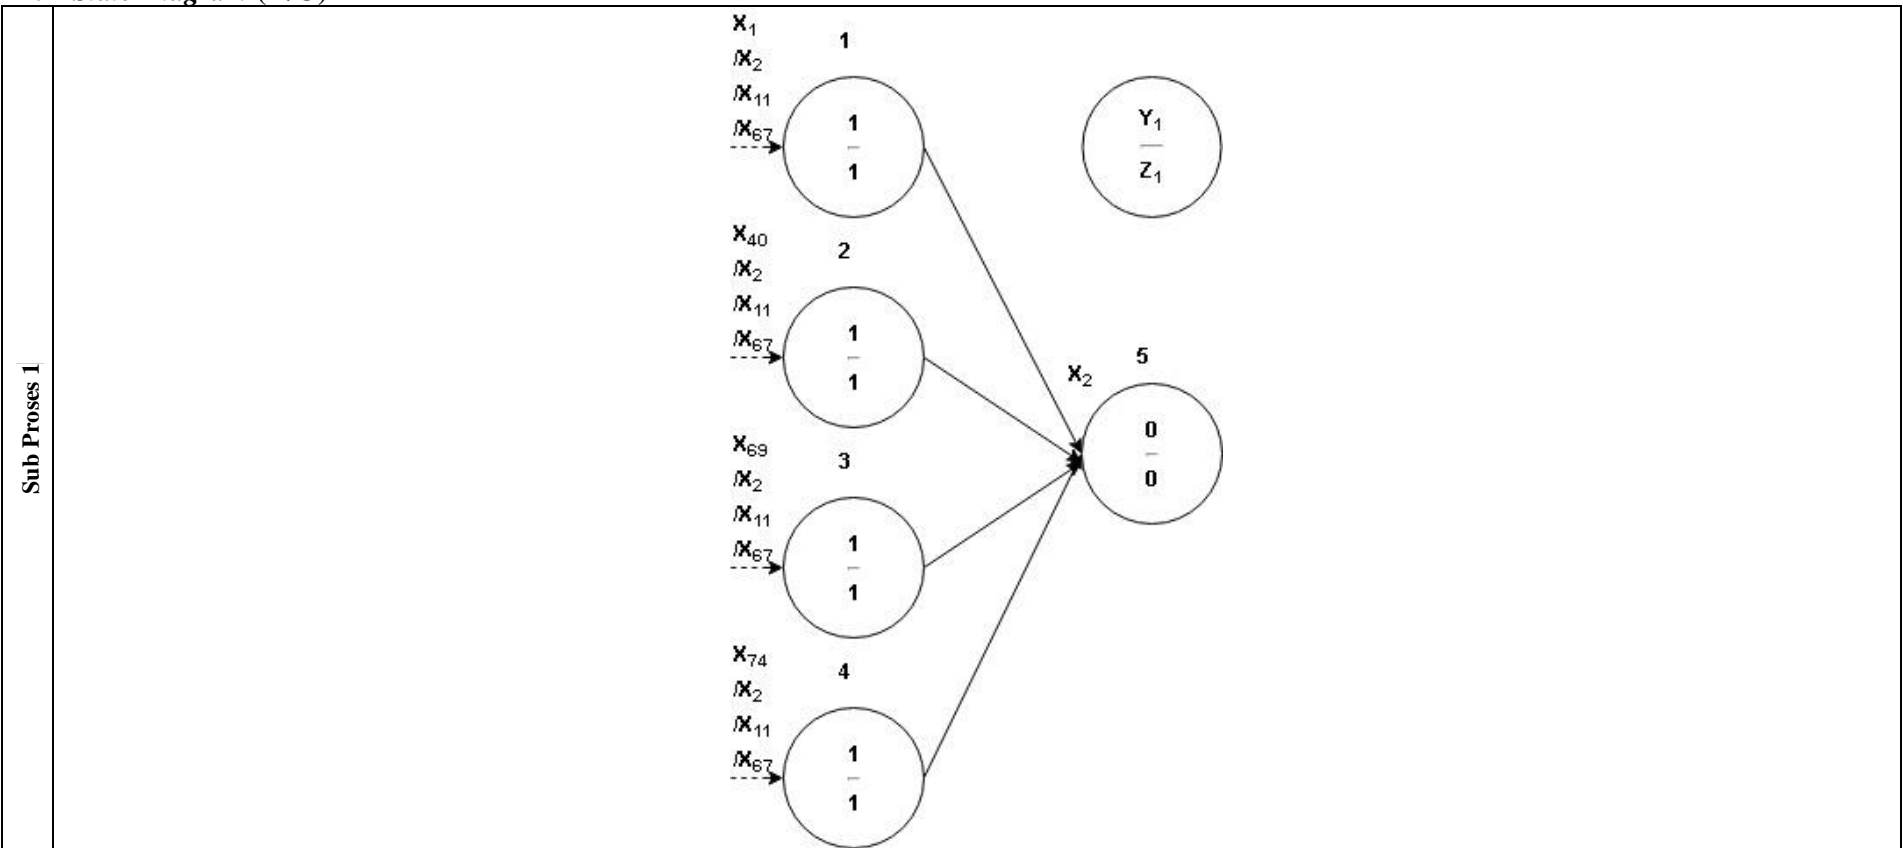 Sub Proses 1
X₁
/X₂
/X₁₁
/X₆₇
1
1
—
1
Y₁
—
Z₁
X₄₀
/X₂
/X₁₁
/X₆₇
2
1
—
1
X₂
5
0
—
0
X₆₉
/X₂
/X₁₁
/X₆₇
3
1
—
1
X₇₄
/X₂
/X₁₁
/X₆₇
4
1
—
1